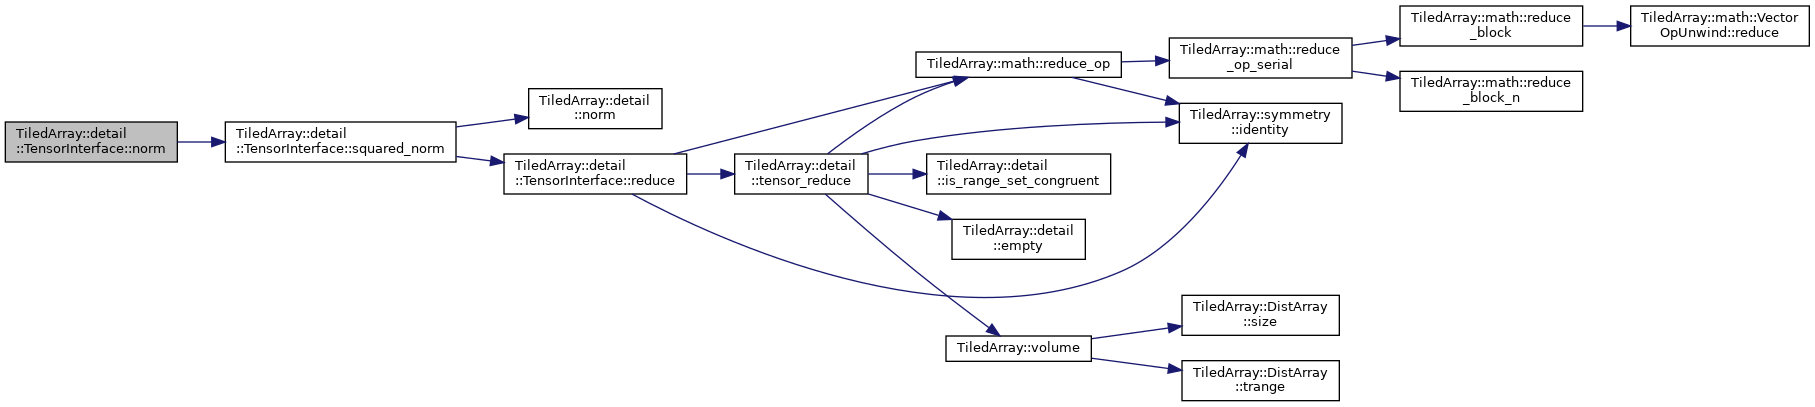 TiledArray::detail
::TensorInterface::norm
TiledArray::detail
::TensorInterface::squared_norm
TiledArray::detail
::norm
TiledArray::detail
::TensorInterface::reduce
TiledArray::detail
::tensor_reduce
TiledArray::math::reduce_op
TiledArray::detail
::is_range_set_congruent
TiledArray::detail
::empty
TiledArray::volume
TiledArray::math::reduce
_op_serial
TiledArray::symmetry
::identity
TiledArray::DistArray
::size
TiledArray::DistArray
::trange
TiledArray::math::reduce
_block
TiledArray::math::reduce
_block_n
TiledArray::math::Vector
OpUnwind::reduce